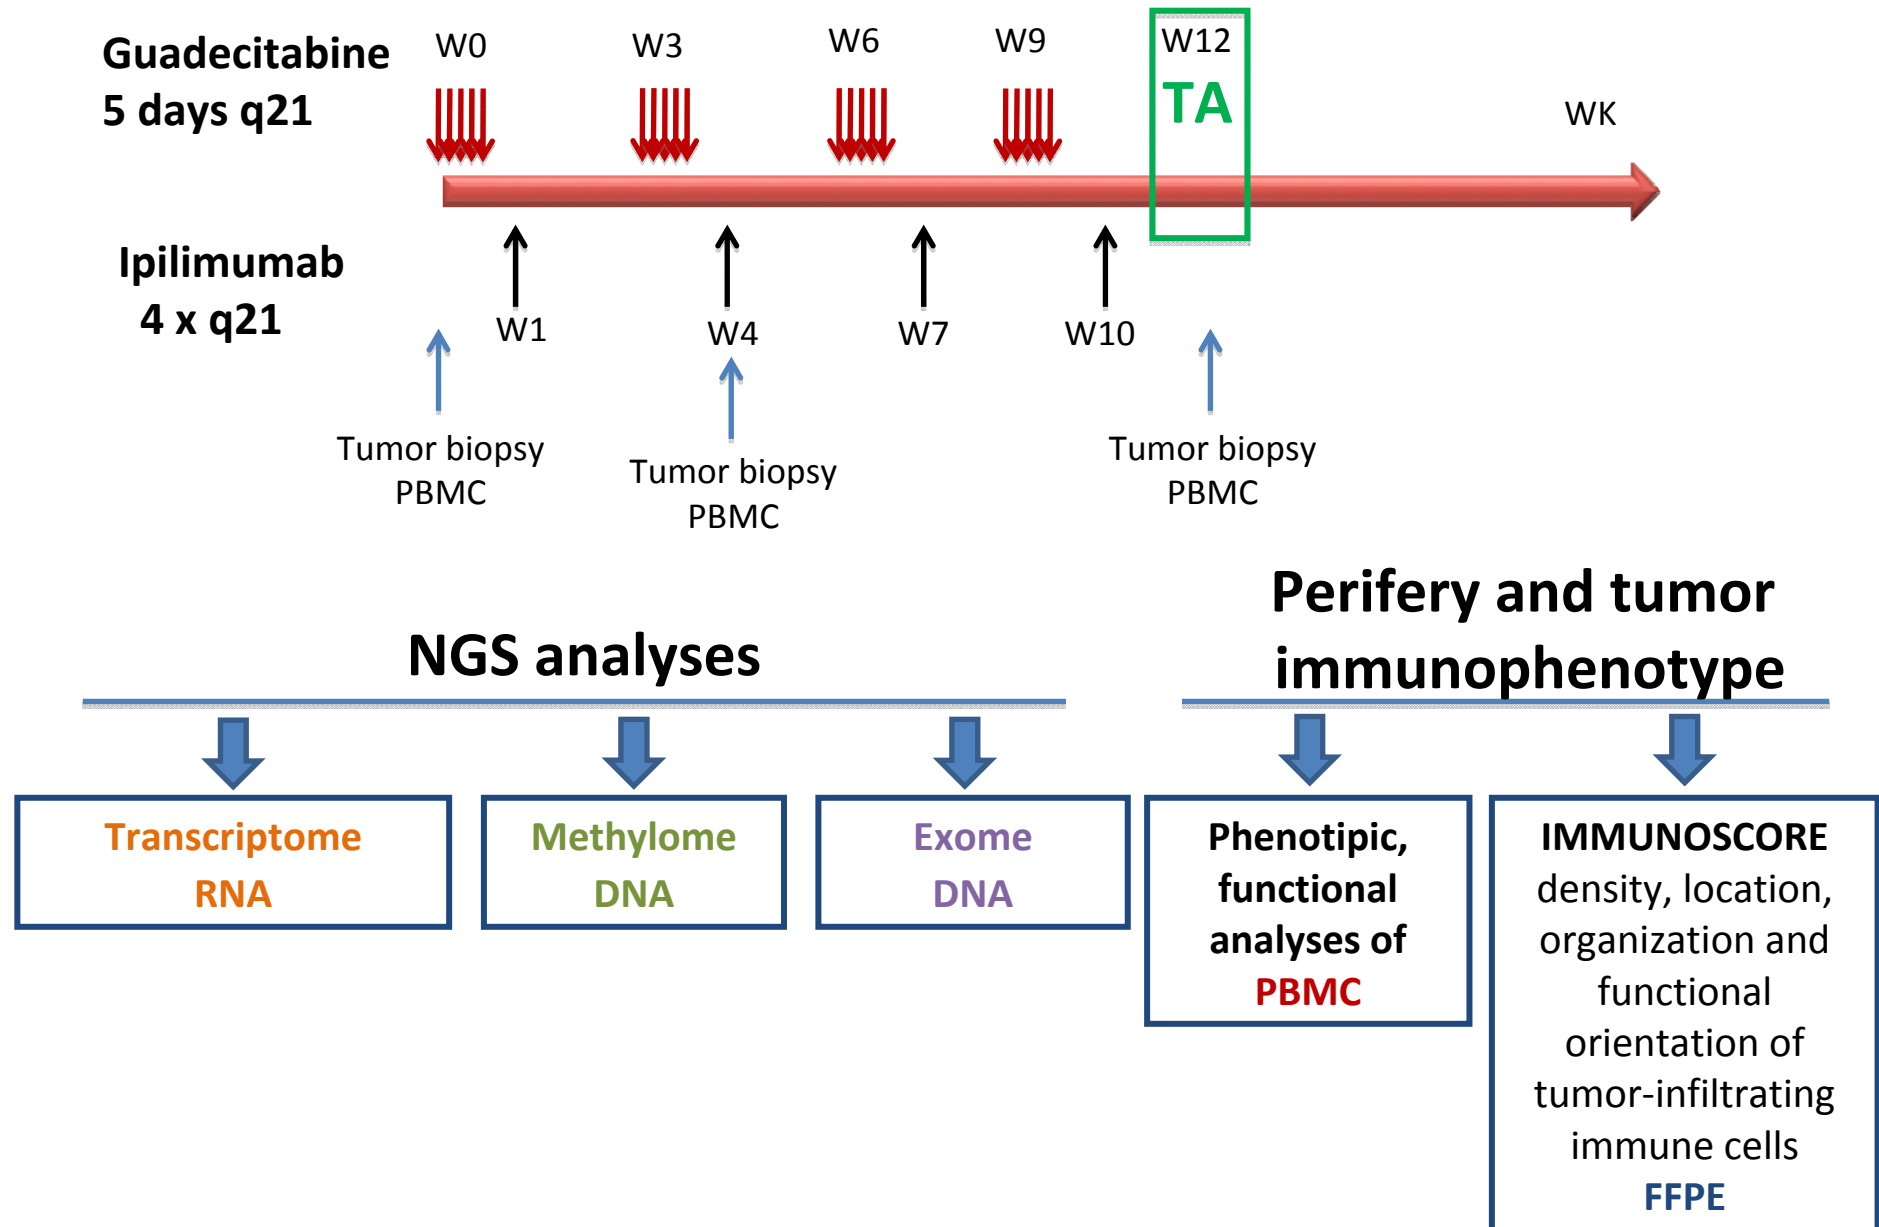 Guadecitabine
5 days q21
W0
W3
W6
W9
W12
TA
WK
Ipilimumab
4 x q21
W1
W4
W7
W10
Tumor biopsy
PBMC
Tumor biopsy
PBMC
Tumor biopsy
PBMC
NGS analyses
Perifery and tumor
immunophenotype
Transcriptome
RNA
Methylome
DNA
Exome
DNA
Phenotipic,
functional
analyses of
PBMC
IMMUNOSCORE
density, location,
organization and
functional
orientation of
tumor-infiltrating
immune cells
FFPE